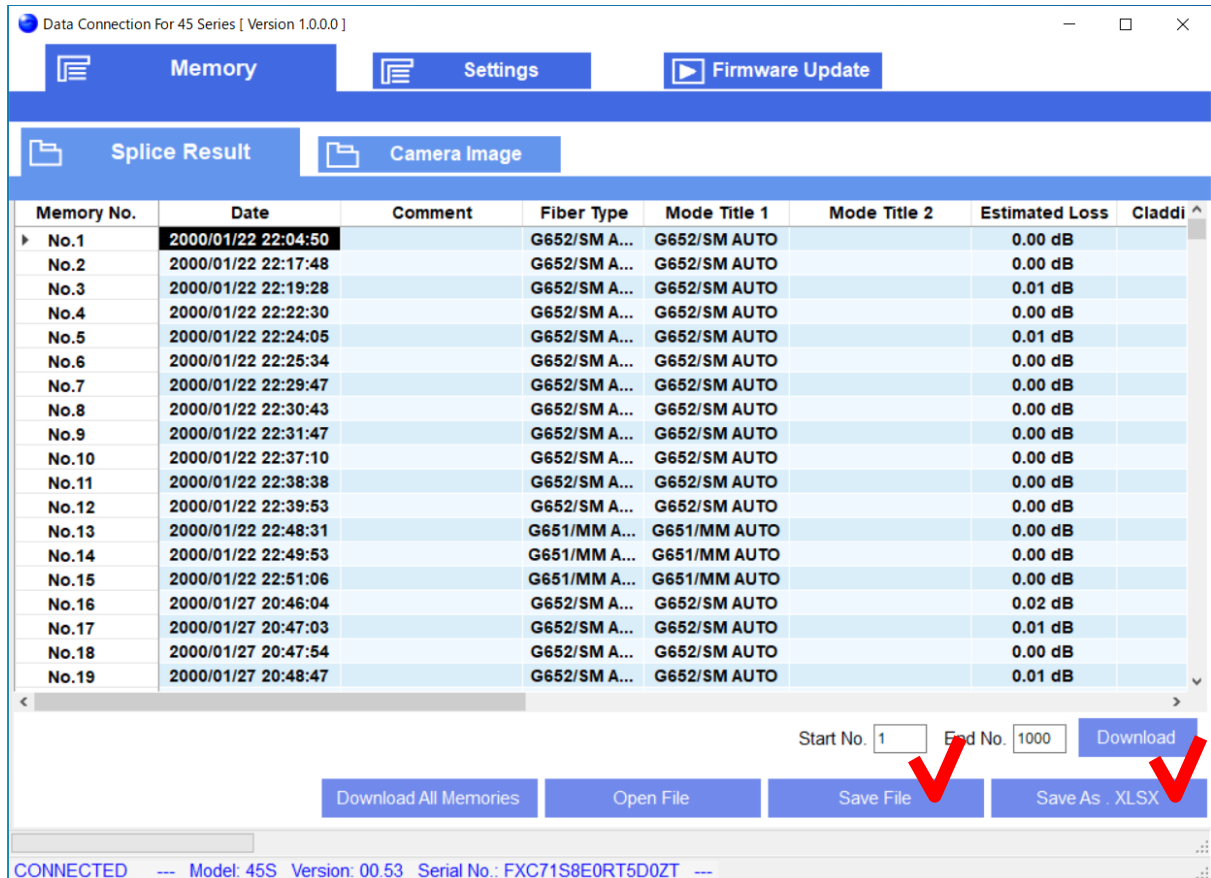 Data Connection For 45 Series [ Version 1.0.0.0 ]
Memory Settings Firmware Update
Splice Result Camera Image
Memory No. Date Comment Fiber Type Mode Title 1 Mode Title 2 Estimated Loss Claddi
No.1 2000/01/22 22:04:50 G652/SM A... G652/SM AUTO 0.00 dB
No.2 2000/01/22 22:17:48 G652/SM A... G652/SM AUTO 0.00 dB
No.3 2000/01/22 22:19:28 G652/SM A... G652/SM AUTO 0.01 dB
No.4 2000/01/22 22:22:30 G652/SM A... G652/SM AUTO 0.00 dB
No.5 2000/01/22 22:24:05 G652/SM A... G652/SM AUTO 0.01 dB
No.6 2000/01/22 22:25:34 G652/SM A... G652/SM AUTO 0.00 dB
No.7 2000/01/22 22:29:47 G652/SM A... G652/SM AUTO 0.00 dB
No.8 2000/01/22 22:30:43 G652/SM A... G652/SM AUTO 0.00 dB
No.9 2000/01/22 22:31:47 G652/SM A... G652/SM AUTO 0.00 dB
No.10 2000/01/22 22:37:10 G652/SM A... G652/SM AUTO 0.00 dB
No.11 2000/01/22 22:38:38 G652/SM A... G652/SM AUTO 0.00 dB
No.12 2000/01/22 22:39:53 G652/SM A... G652/SM AUTO 0.00 dB
No.13 2000/01/22 22:48:31 G651/MM A... G651/MM AUTO 0.00 dB
No.14 2000/01/22 22:49:53 G651/MM A... G651/MM AUTO 0.00 dB
No.15 2000/01/22 22:51:06 G651/MM A... G651/MM AUTO 0.00 dB
No.16 2000/01/27 20:46:04 G652/SM A... G652/SM AUTO 0.02 dB
No.17 2000/01/27 20:47:03 G652/SM A... G652/SM AUTO 0.01 dB
No.18 2000/01/27 20:47:54 G652/SM A... G652/SM AUTO 0.00 dB
No.19 2000/01/27 20:48:47 G652/SM A... G652/SM AUTO 0.01 dB
Start No. 1 End No. 1000 Download
Download All Memories Open File Save File Save As . XLSX
CONNECTED --- Model: 45S Version: 00.53 Serial No.: FXC71S8E0RT5D0ZT ---